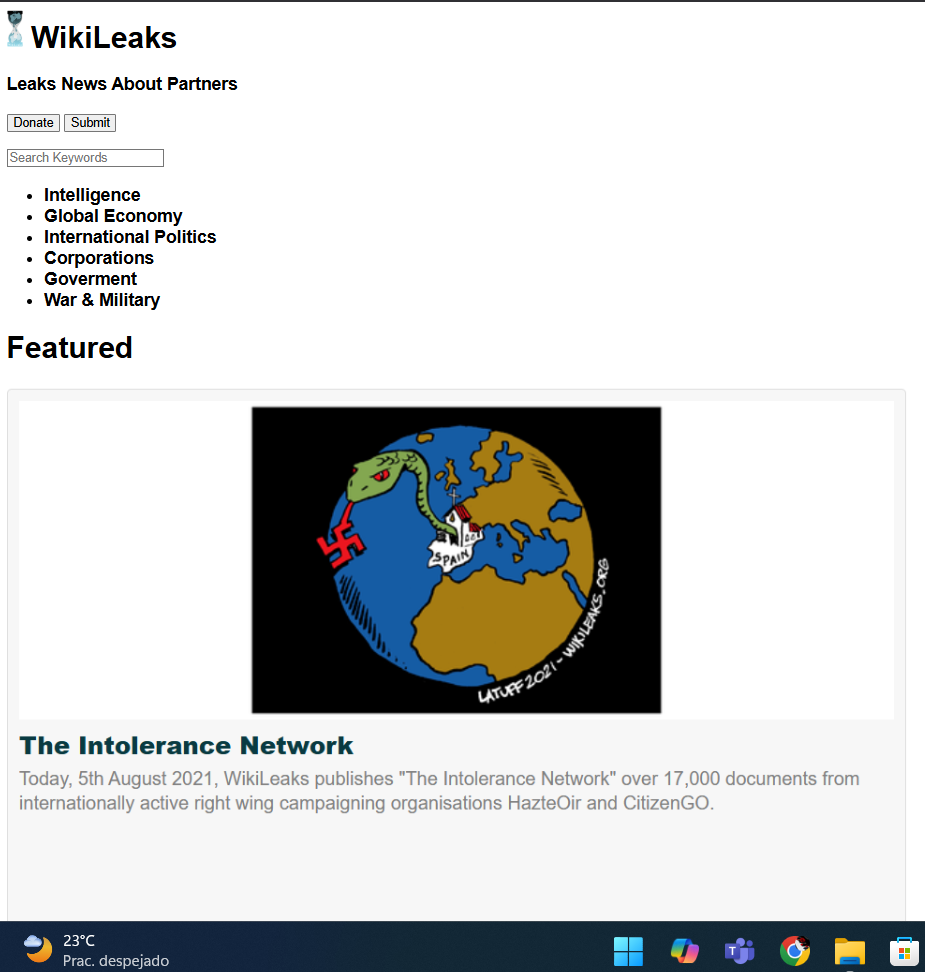 WikiLeaks
Leaks News About Partners
Donate Submit
Search Keywords
Intelligence
Global Economy
International Politics
Corporations
Goverment
War & Military
Featured
SPAIN
LATUFF 2021 - WIKILEAKS.ORG
The Intolerance Network
Today, 5th August 2021, WikiLeaks publishes "The Intolerance Network" over 17,000 documents from
internationally active right wing campaigning organisations HazteOir and CitizenGO.
23°C
Prac. despejado